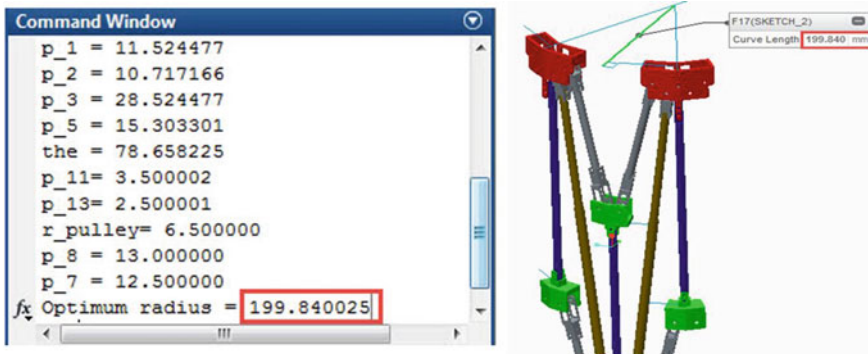 Command Window
p_1 = 11.524477
p_2 = 10.717166
p_3 = 28.524477
p_5 = 15.303301
the = 78.658225
p_11= 3.500002
p_13= 2.500001
r_pulley= 6.500000
p_8 = 13.000000
p_7 = 12.500000
fx Optimum radius = 199.840025
F17(SKETCH_2)
Curve Length 199.840 mm